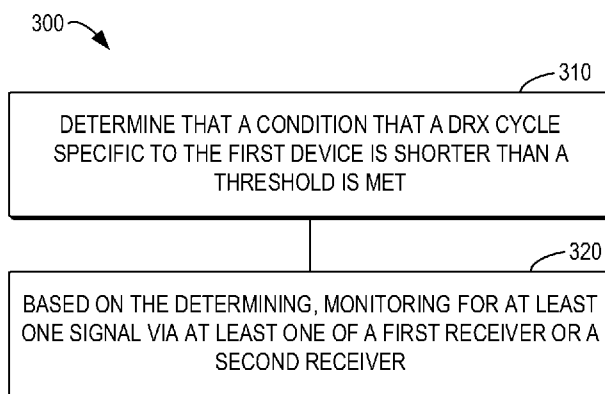 300
310
DETERMINE THAT A CONDITION THAT A DRX CYCLE
SPECIFIC TO THE FIRST DEVICE IS SHORTER THAN A
THRESHOLD IS MET
320
BASED ON THE DETERMINING, MONITORING FOR AT LEAST
ONE SIGNAL VIA AT LEAST ONE OF A FIRST RECEIVER OR A
SECOND RECEIVER